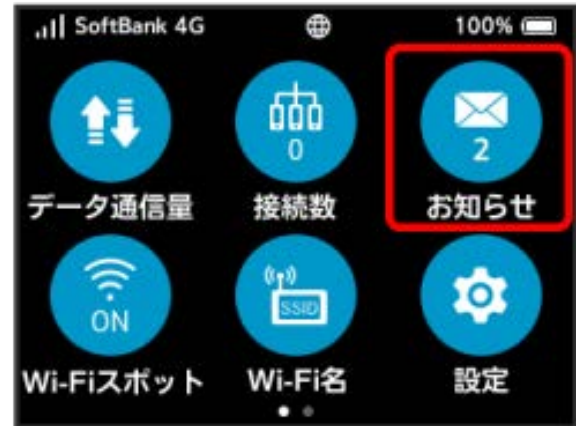 SoftBank 4G 100%
0
2
データ通信量 接続数 お知らせ
ON SSID
Wi-Fiスポット Wi-Fi名 設定